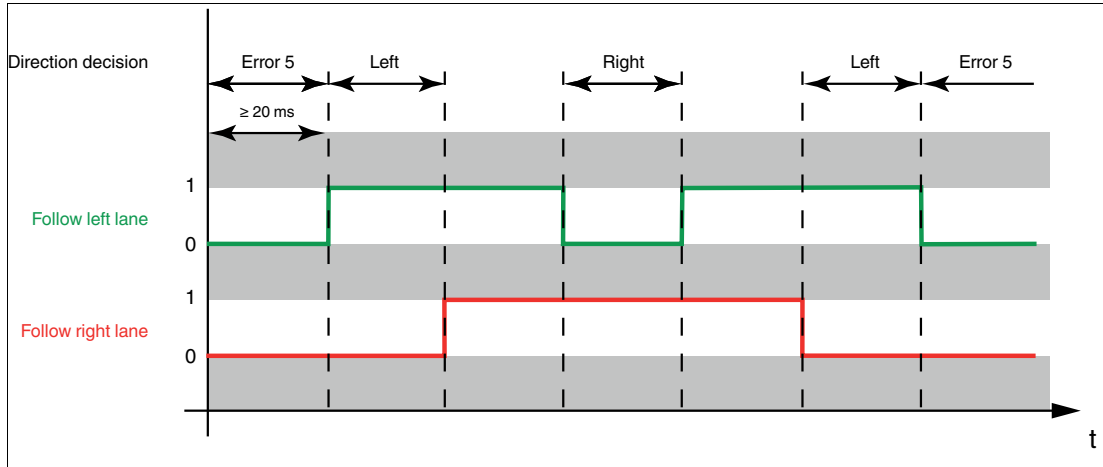 Direction decision Error 5 Left Right Left Error 5
≥ 20 ms
1
Follow left lane
0
1
Follow right lane
0
t